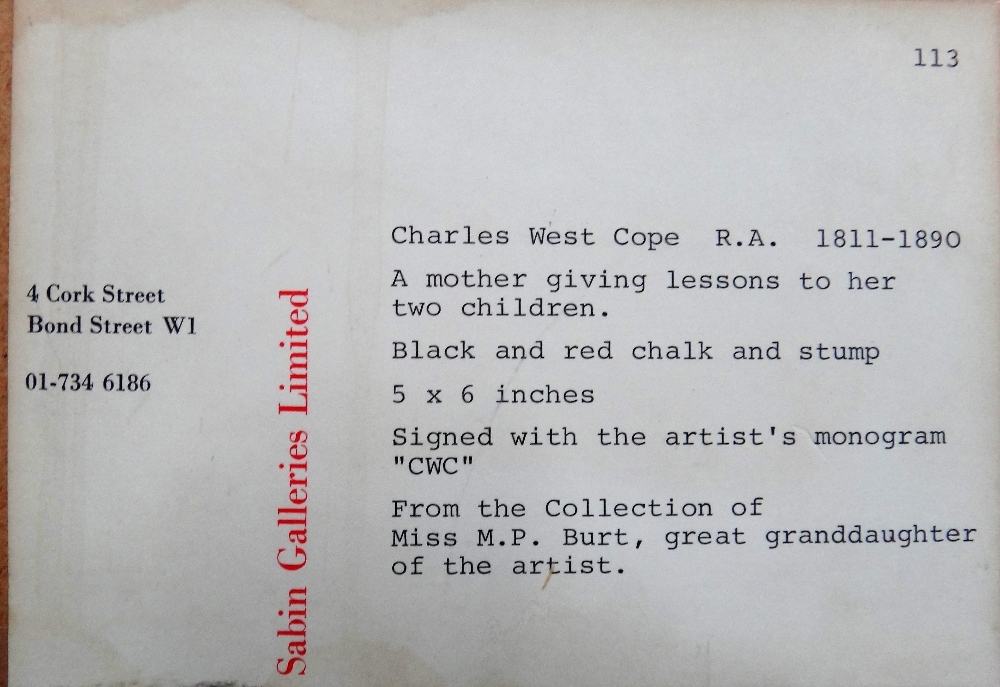 113
4 Cork Street
Bond Street W1
01-734 6186
Sabin Galleries Limited
Charles West Cope R.A. 1811-1890
A mother giving lessons to her
two children.
Black and red chalk and stump
5 x 6 inches
Signed with the artist's monogram
"CWC"
From the Collection of
Miss M.P. Burt, great granddaughter
of the artist.